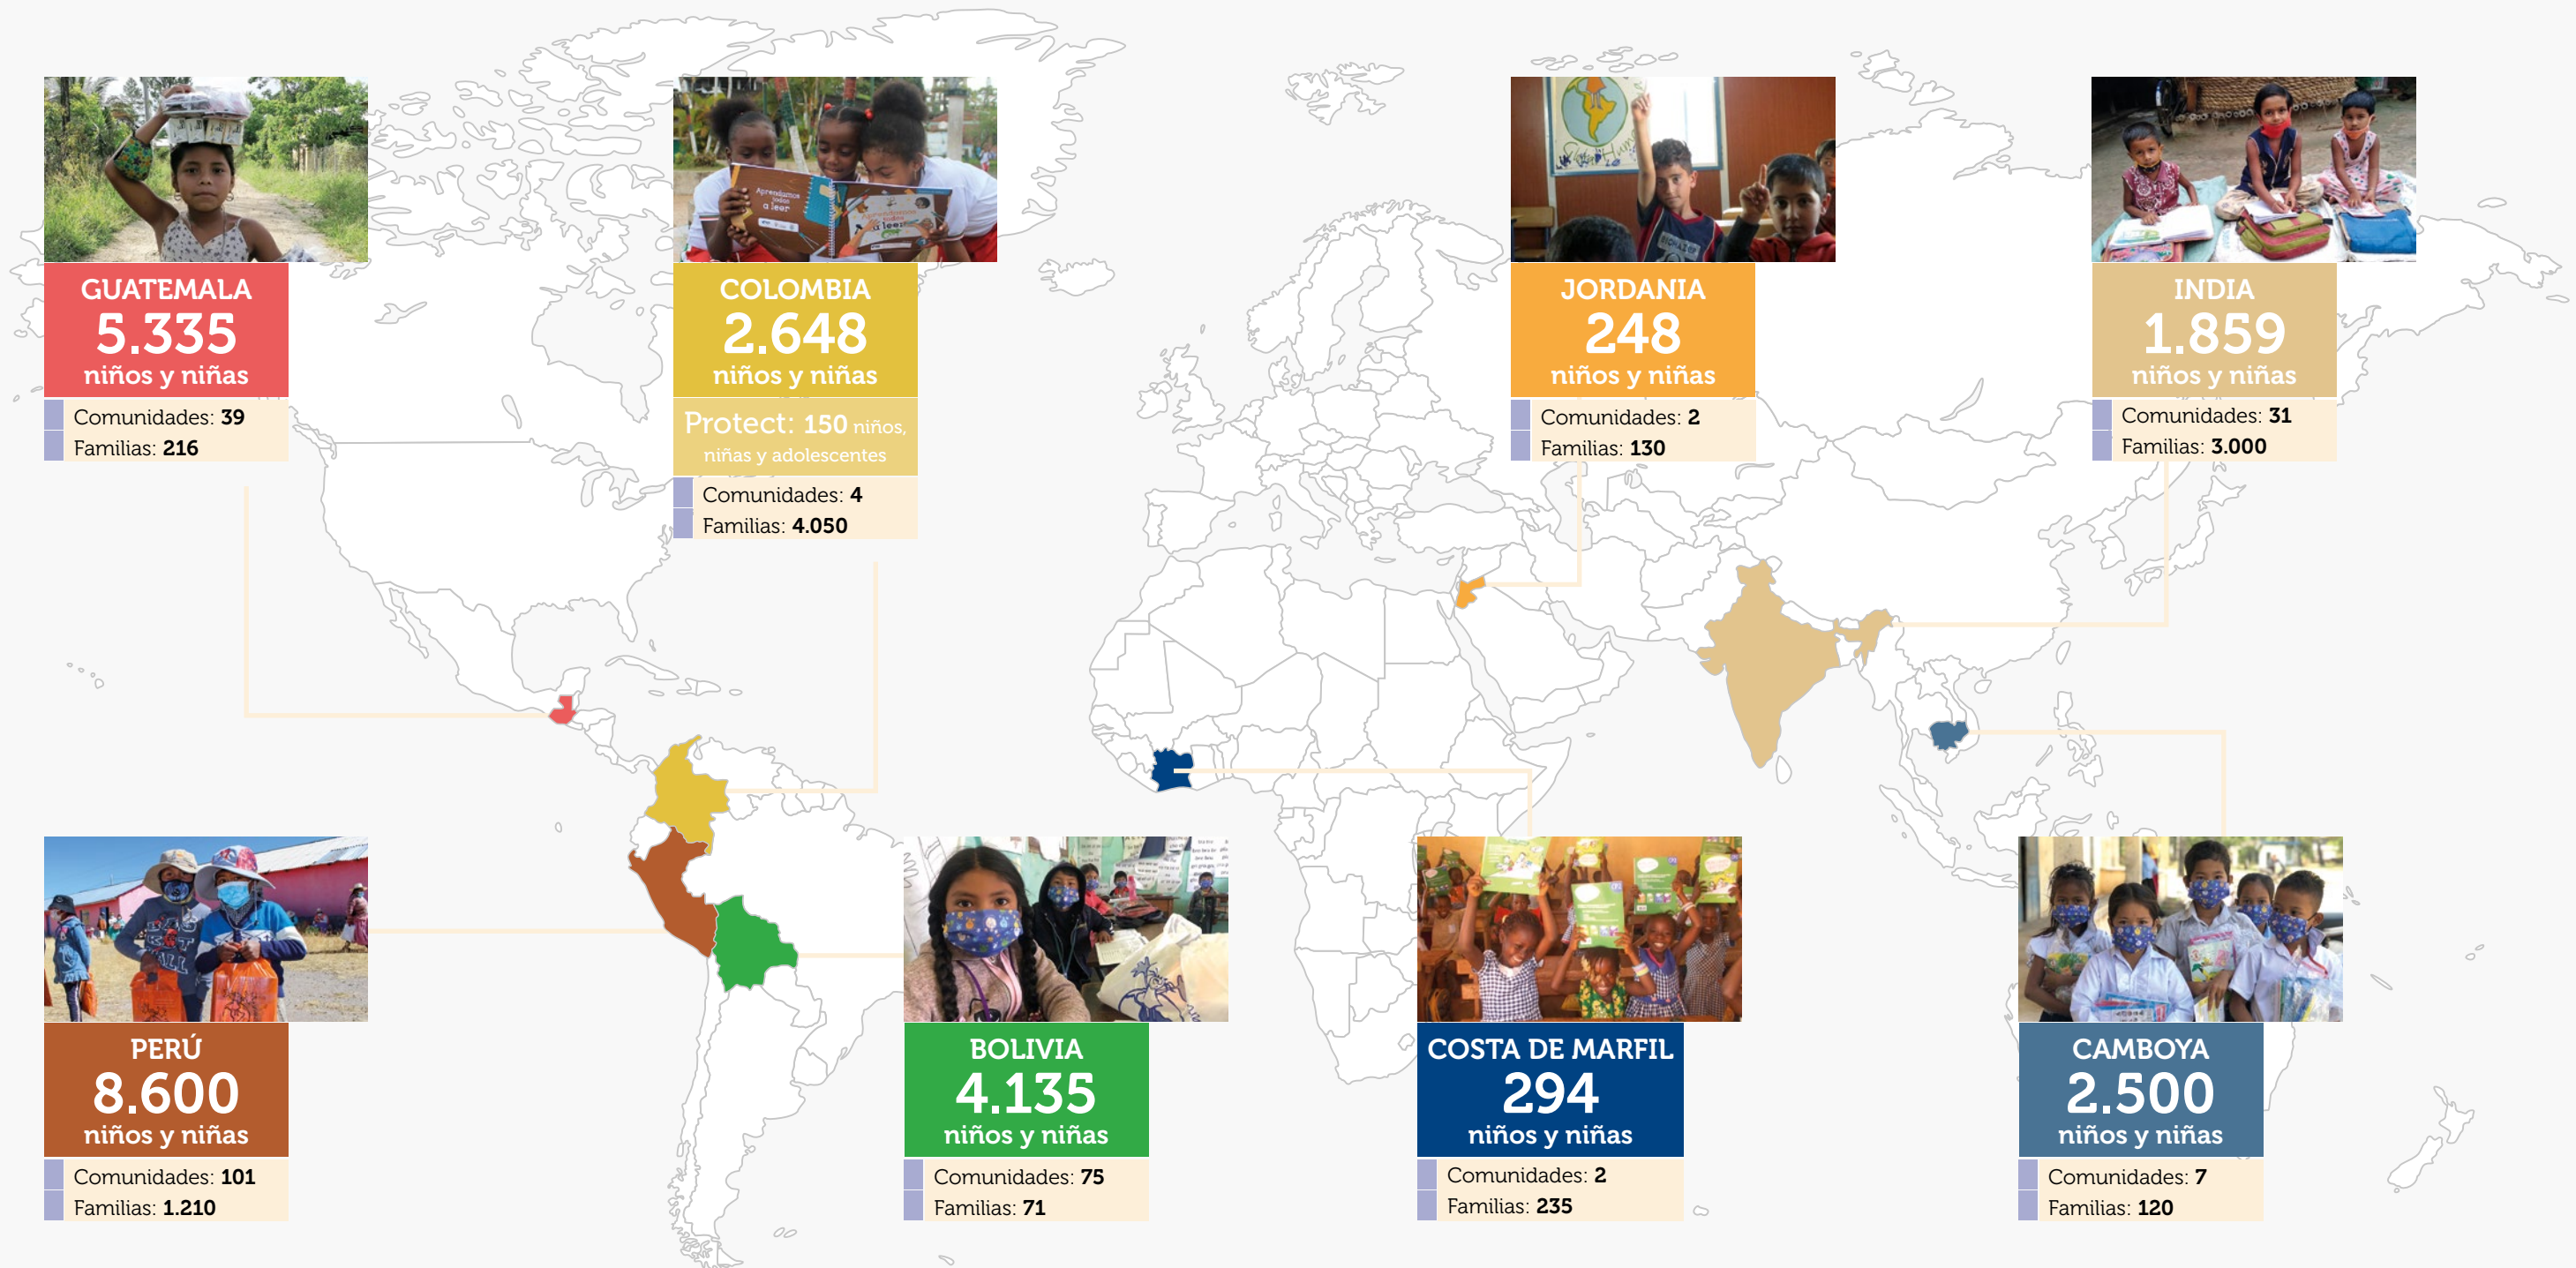 GUATEMALA
5.335
niños y niñas
Comunidades: 39
Familias: 216
Aprendamos
todos
a leer
COLOMBIA
2.648
niños y niñas
Protect: 150 niños,
niñas y adolescentes
Comunidades: 4
Familias: 4.050
JORDANIA
248
niños y niñas
Comunidades: 2
Familias: 130
INDIA
1.859
niños y niñas
Comunidades: 31
Familias: 3.000
PERÚ
8.600
niños y niñas
Comunidades: 101
Familias: 1.210
BOLIVIA
4.135
niños y niñas
Comunidades: 75
Familias: 71
COSTA DE MARFIL
294
niños y niñas
Comunidades: 2
Familias: 235
CAMBOYA
2.500
niños y niñas
Comunidades: 7
Familias: 120